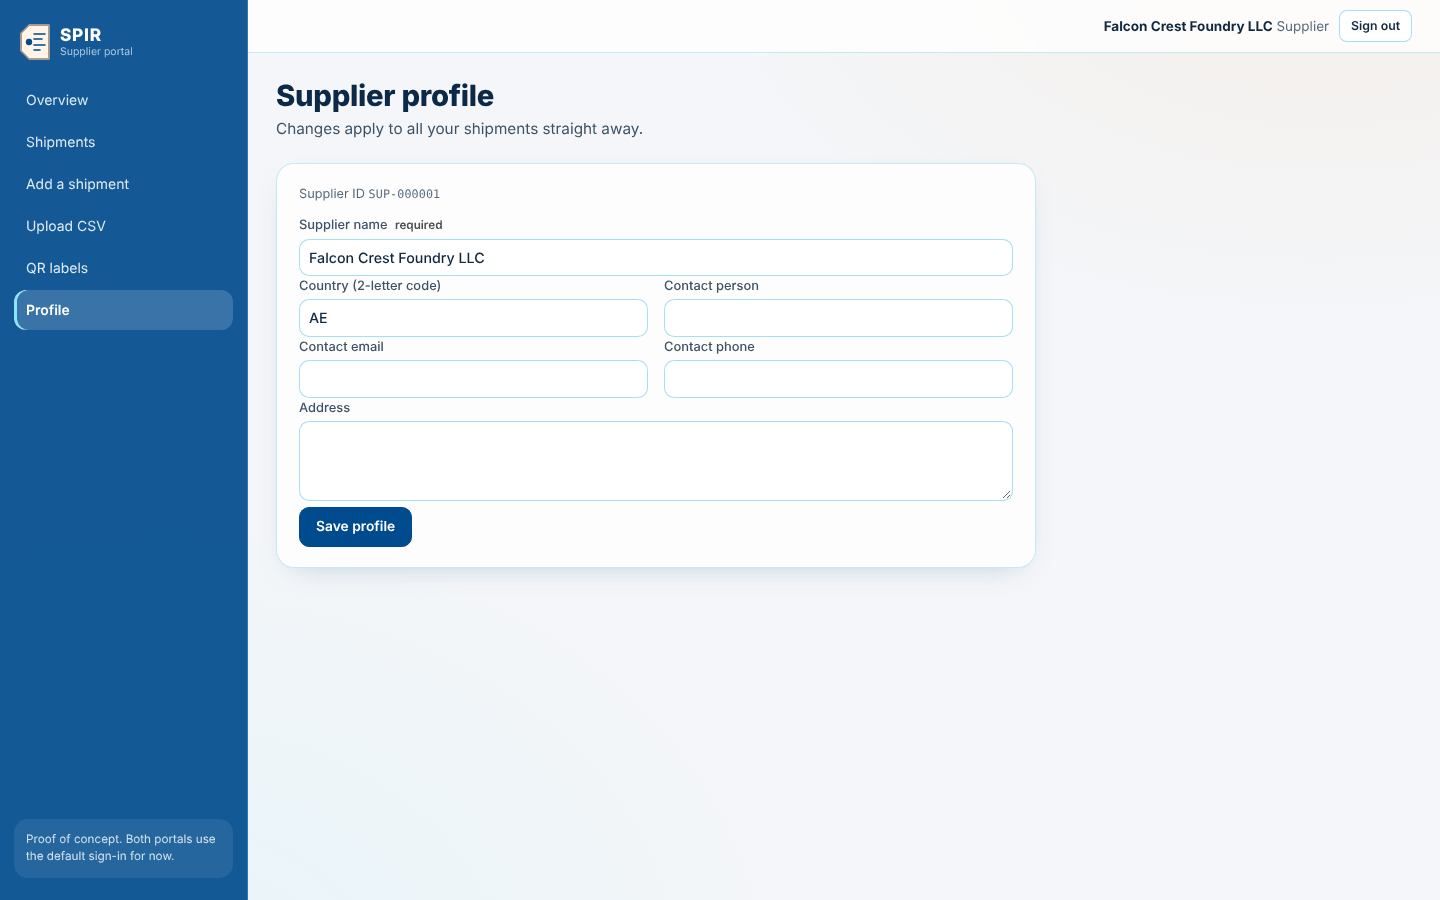 SPIR
Supplier portal
Overview
Shipments
Add a shipment
Upload CSV
QR labels
Profile
Proof of concept. Both portals use
the default sign-in for now.
Falcon Crest Foundry LLC Supplier
Sign out
Supplier profile
Changes apply to all your shipments straight away.
Supplier ID SUP-000001
Supplier name required
Falcon Crest Foundry LLC
Country (2-letter code)
AE
Contact person
Contact email
Contact phone
Address
Save profile